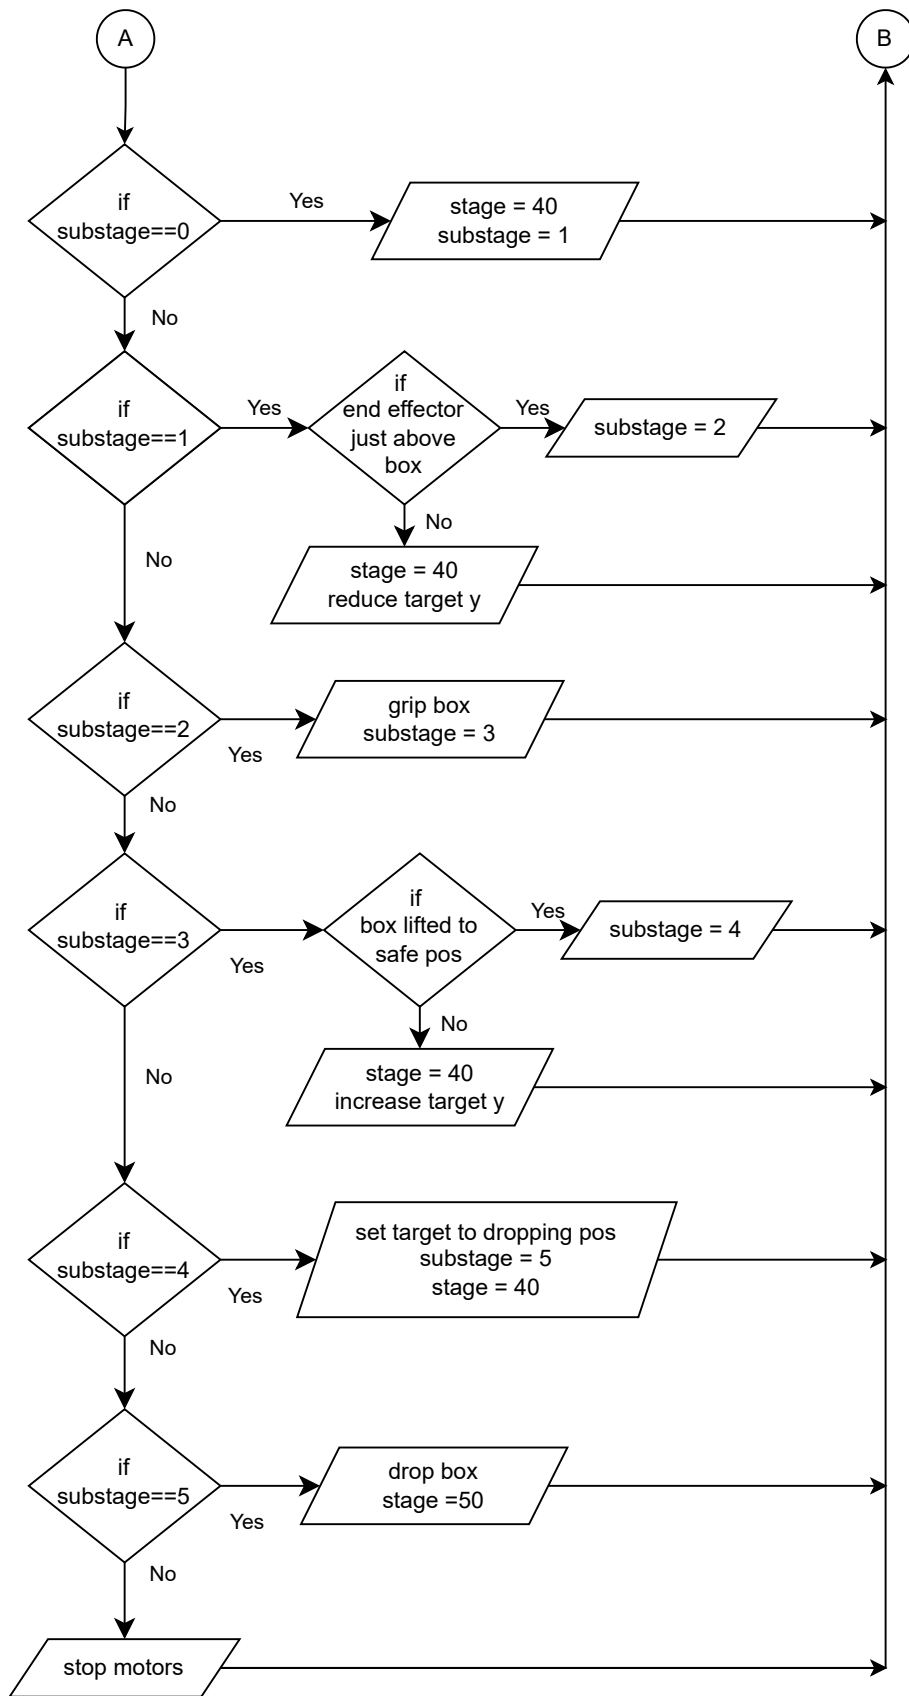 A
B
if
substage==0
Yes
stage = 40
substage = 1
No
if
substage==1
Yes
if
end effector
just above
box
Yes
substage = 2
No
stage = 40
reduce target y
No
if
substage==2
Yes
grip box
substage = 3
No
if
substage==3
Yes
if
box lifted to
safe pos
Yes
substage = 4
No
stage = 40
increase target y
No
if
substage==4
Yes
set target to dropping pos
substage = 5
stage = 40
No
if
substage==5
Yes
drop box
stage =50
No
stop motors